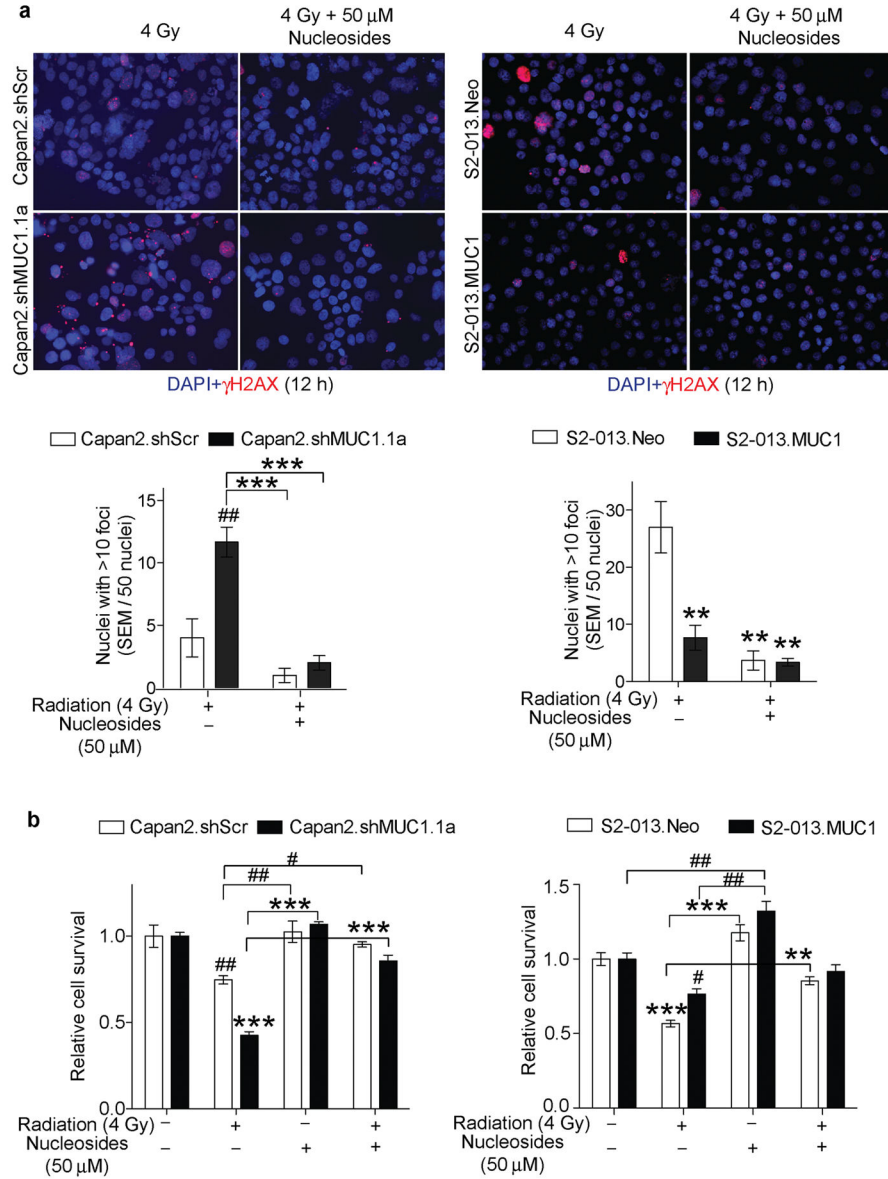 a
4 Gy
4 Gy + 50 μM
Nucleosides
4 Gy
4 Gy + 50 μM
Nucleosides
Capan2.shScr
Capan2.shMUC1.1a
S2-013.Neo
S2-013.MUC1
DAPI+γH2AX (12 h)
DAPI+γH2AX (12 h)
Capan2.shScr Capan2.shMUC1.1a
Nuclei with >10 foci
(SEM / 50 nuclei)
15
10
5
0
##
***
***
Radiation (4 Gy) + +
Nucleosides – +
(50 μM)
S2-013.Neo S2-013.MUC1
Nuclei with >10 foci
(SEM / 50 nuclei)
30
20
10
0
** ** **
Radiation (4 Gy) + +
Nucleosides – +
(50 μM)
b
Capan2.shScr Capan2.shMUC1.1a
Relative cell survival
1.0
0.5
0.0
#
##
***
***
##
***
Radiation (4 Gy) – + – +
Nucleosides – – + +
(50 μM)
S2-013.Neo S2-013.MUC1
Relative cell survival
1.5
1.0
0.5
0.0
##
##
***
**
#
***
Radiation (4 Gy) – + – +
Nucleosides – – + +
(50 μM)